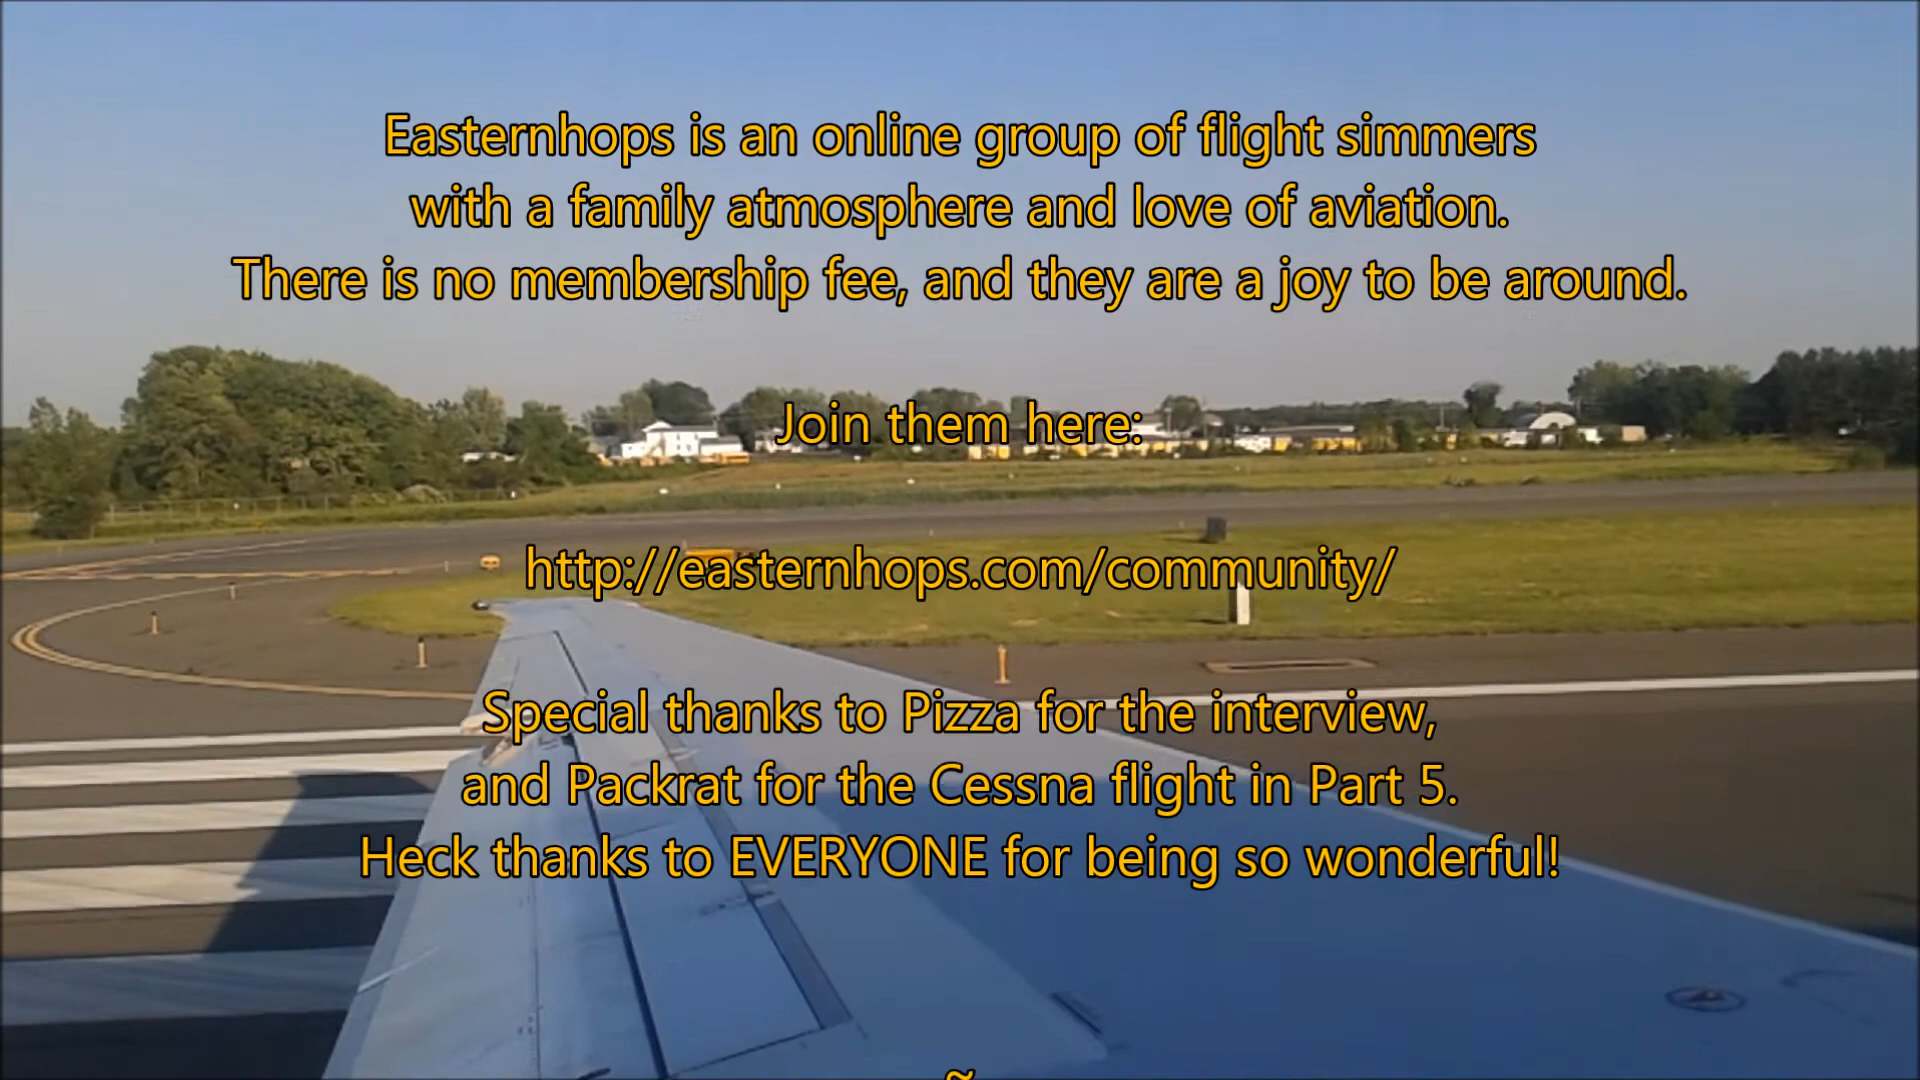 Easternhops is an online group of flight simmers
with a family atmosphere and love of aviation.
There is no membership fee, and they are a joy to be around.
Join them here:
http://easternhops.com/community/
Special thanks to Pizza for the interview,
and Packrat for the Cessna flight in Part 5.
Heck thanks to EVERYONE for being so wonderful!
~